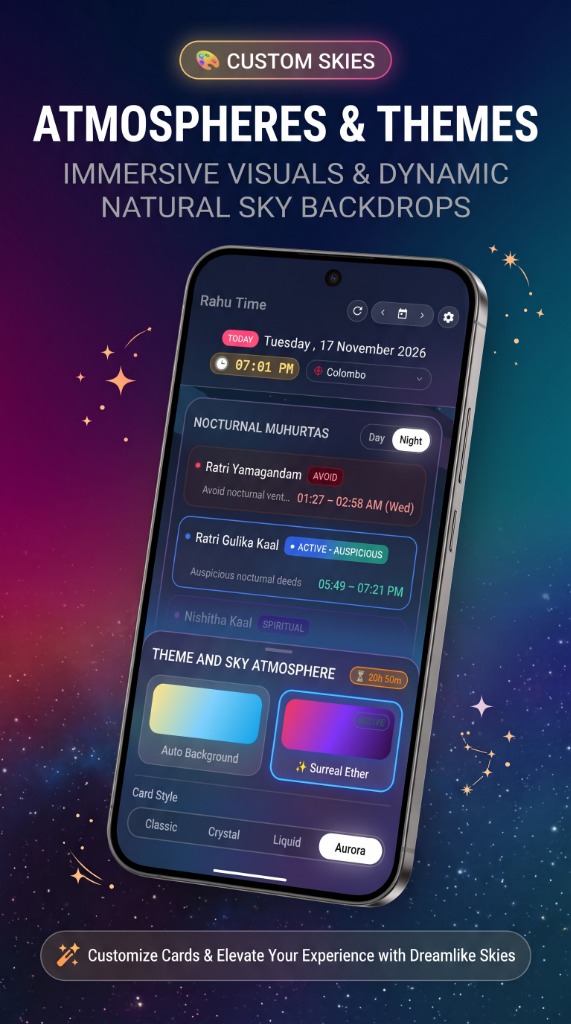 CUSTOM SKIES
ATMOSPHERES & THEMES
IMMERSIVE VISUALS & DYNAMIC
NATURAL SKY BACKDROPS
Rahu Time
TODAY Tuesday , 17 November 2026
07:01 PM Colombo
NOCTURNAL MUHURTAS Day Night
Ratri Yamagandam AVOID
Avoid nocturnal vent... 01:27 – 02:58 AM (Wed)
Ratri Gulika Kaal • ACTIVE - AUSPICIOUS
Auspicious nocturnal deeds 05:49 – 07:21 PM
Nishitha Kaal SPIRITUAL
THEME AND SKY ATMOSPHERE 20h 50m
ACTIVE
Auto Background ✨ Surreal Ether
Card Style
Classic Crystal Liquid Aurora
Customize Cards & Elevate Your Experience with Dreamlike Skies